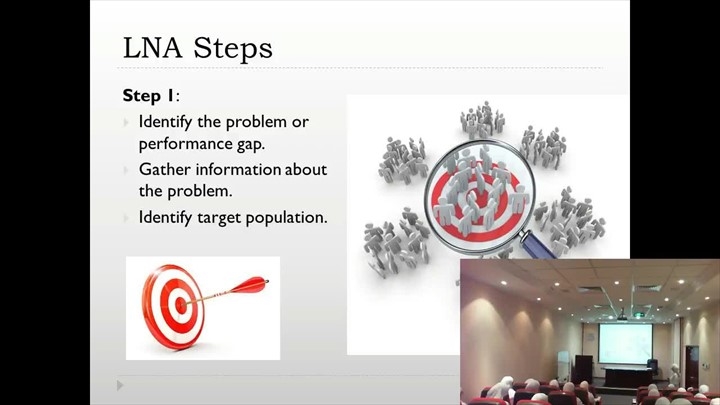 LNA Steps
Step 1:
Identify the problem or
performance gap.
Gather information about
the problem.
Identify target population.